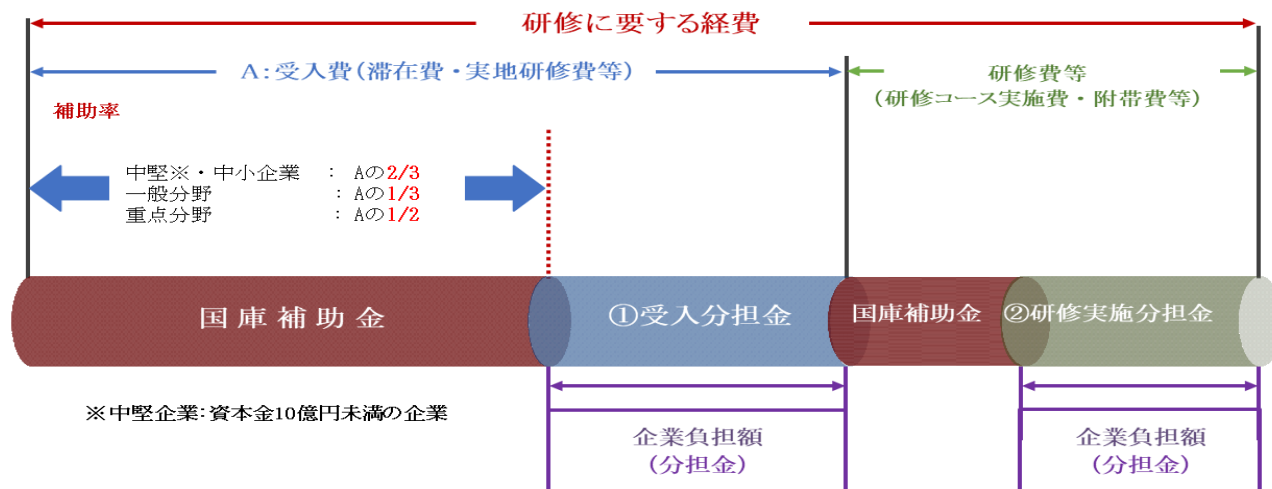 研修に要する経費
A:受入費(滞在費・実地研修費等)
研修費等
(研修コース実施費・附帯費等)
補助率
中堅※・中小企業 : Aの2/3
一般分野 : Aの1/3
重点分野 : Aの1/2
国庫補助金
①受入分担金
国庫補助金
②研修実施分担金
※中堅企業:資本金10億円未満の企業
企業負担額
(分担金)
企業負担額
(分担金)